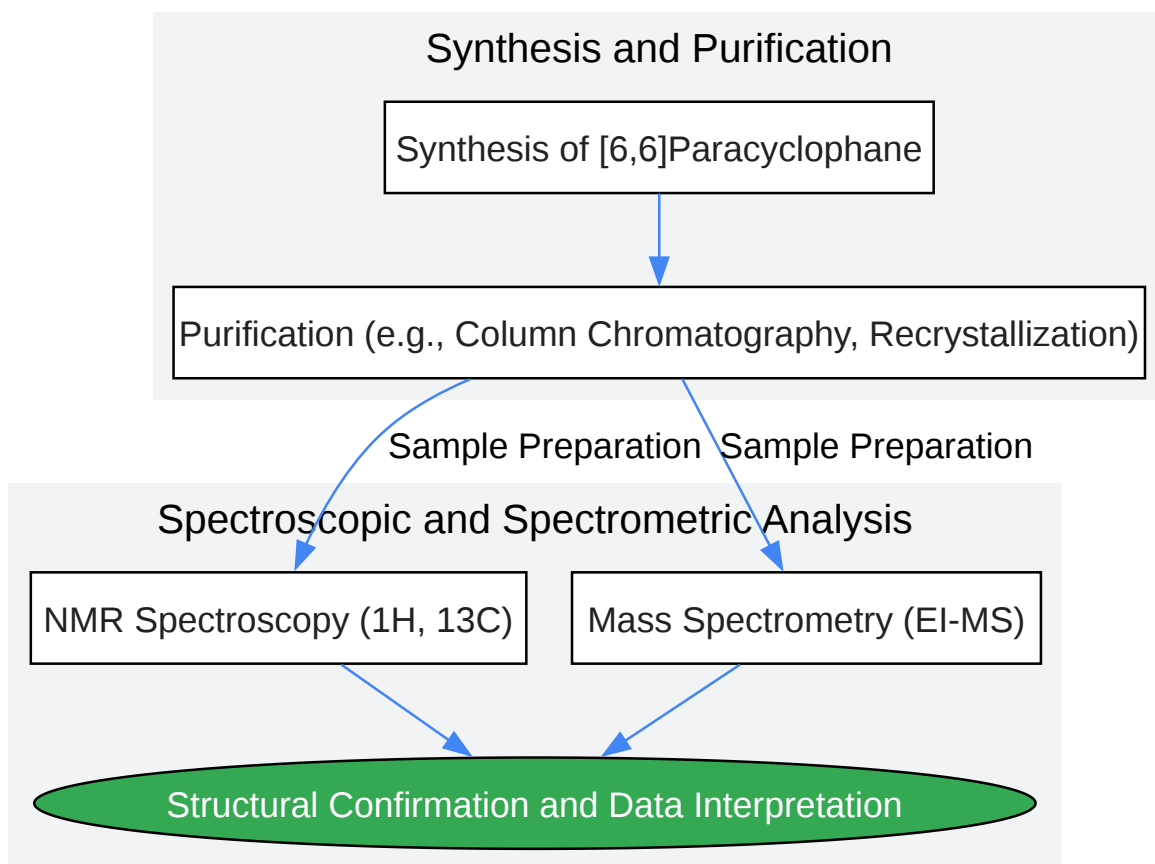 Synthesis and Purification
Synthesis of [6,6]Paracyclophane
Purification (e.g., Column Chromatography, Recrystallization)
Sample Preparation
Sample Preparation
Spectroscopic and Spectrometric Analysis
NMR Spectroscopy (1H, 13C)
Mass Spectrometry (EI-MS)
Structural Confirmation and Data Interpretation